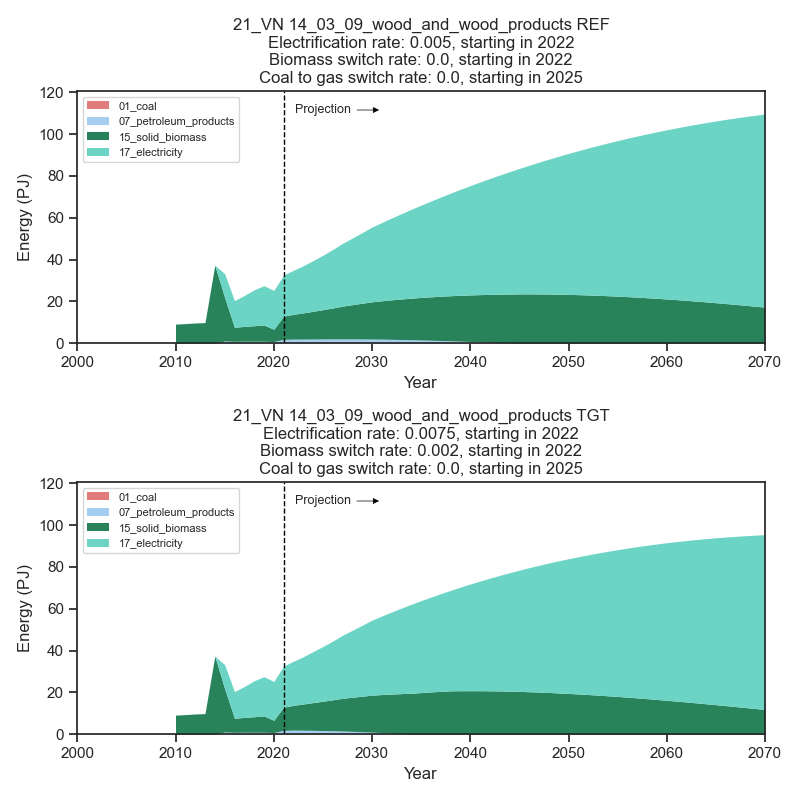 21_VN 14_03_09_wood_and_wood_products REF
Electrification rate: 0.005, starting in 2022
Biomass switch rate: 0.0, starting in 2022
Coal to gas switch rate: 0.0, starting in 2025
01_coal
07_petroleum_products
15_solid_biomass
17_electricity
Projection
Energy (PJ)
120
100
80
60
40
20
0
2000 2010 2020 2030 2040 2050 2060 2070
Year
21_VN 14_03_09_wood_and_wood_products TGT
Electrification rate: 0.0075, starting in 2022
Biomass switch rate: 0.002, starting in 2022
Coal to gas switch rate: 0.0, starting in 2025
01_coal
07_petroleum_products
15_solid_biomass
17_electricity
Projection
Energy (PJ)
120
100
80
60
40
20
0
2000 2010 2020 2030 2040 2050 2060 2070
Year